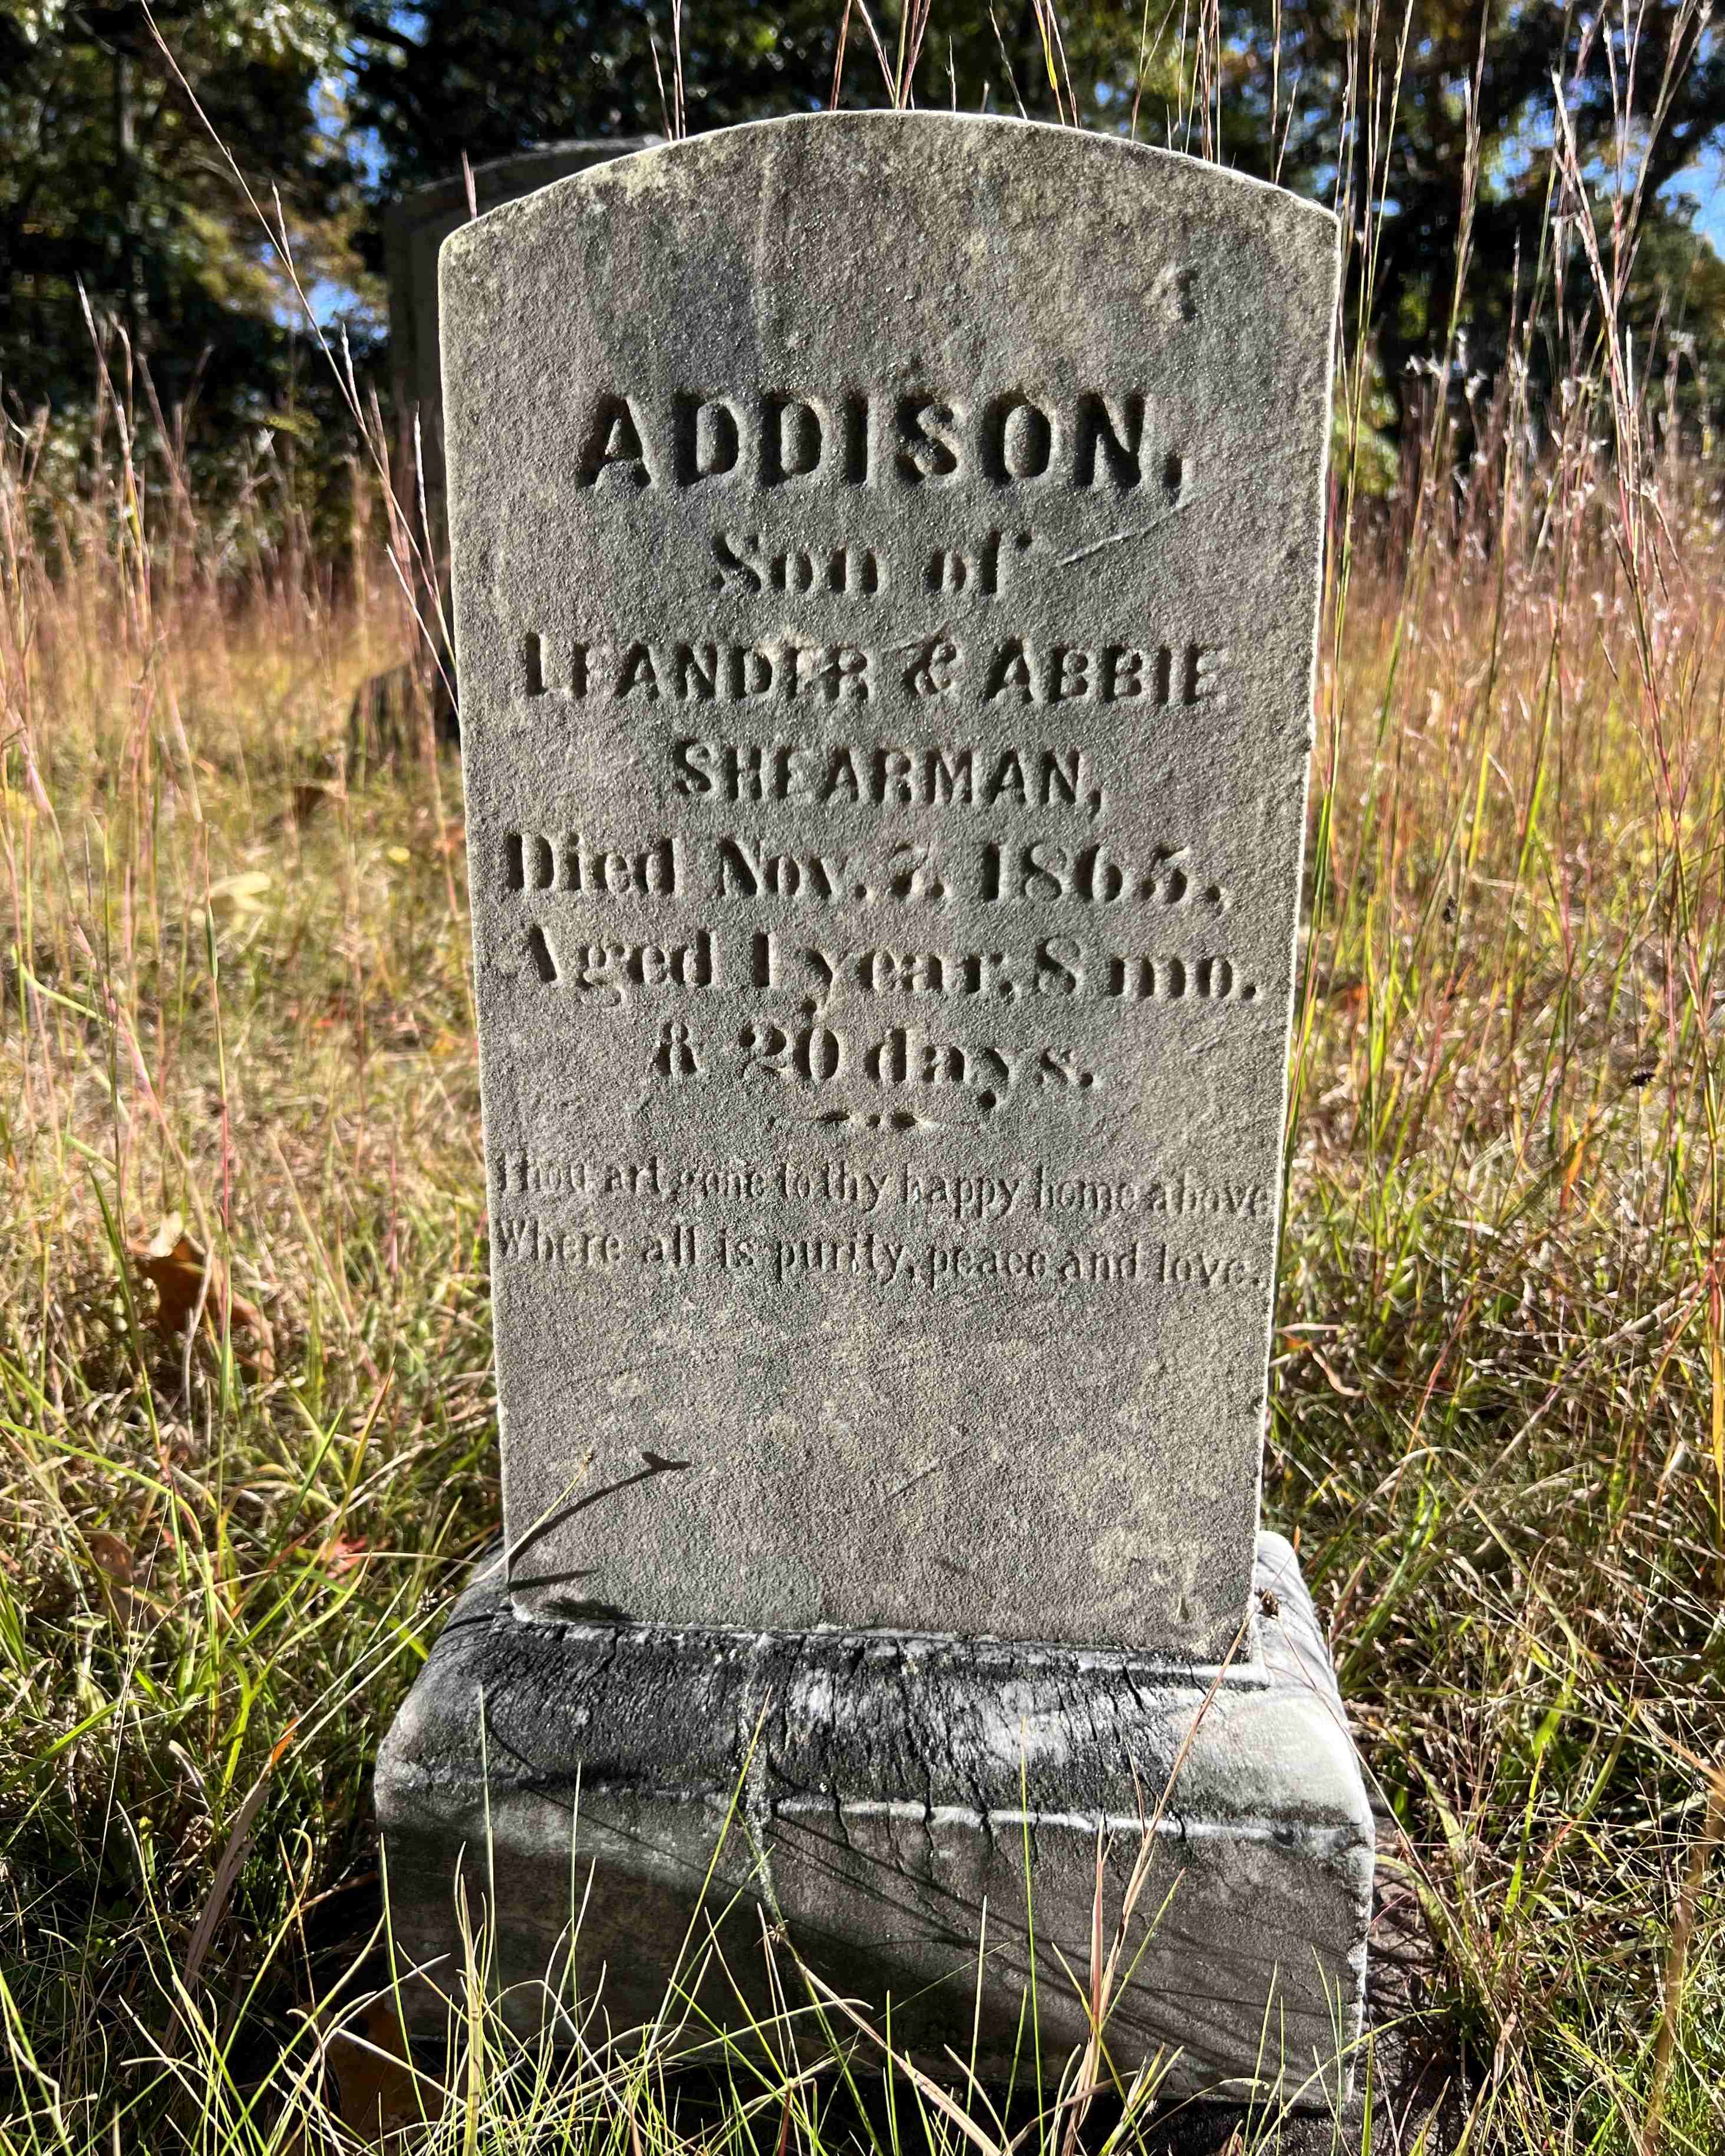 ADDISON,
Son of
LEANDER & ABBIE
SHEARMAN,
Died Nov. 7, 1865,
Aged 1 year, 8 mo.
& 20 days.
Thou art gone to thy happy home above
Where all is purity, peace and love.